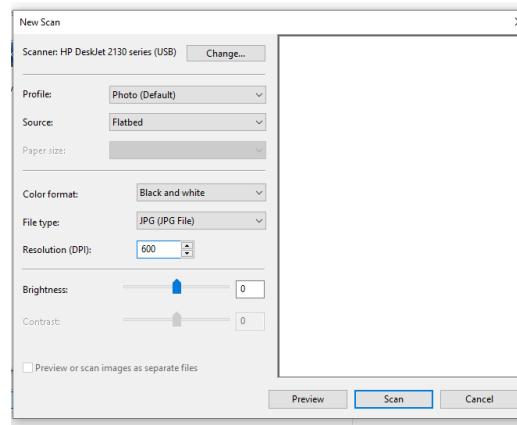 New Scan
Scanner: HP DeskJet 2130 series (USB) Change...
Profile: Photo (Default)
Source: Flatbed
Paper size:
Color format: Black and white
File type: JPG (JPG File)
Resolution (DPI): 600
Brightness: 0
Contrast: 0
Preview or scan images as separate files
Preview Scan Cancel